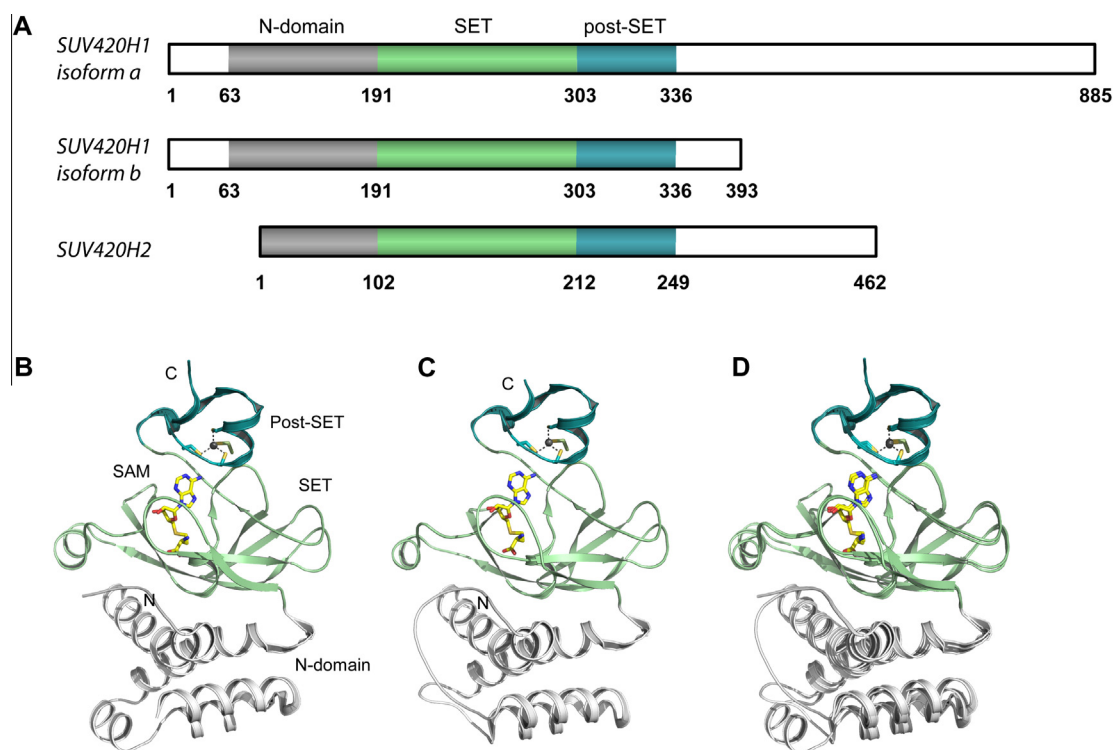 A
N-domain SET post-SET
SUV420H1
isoform a
1 63 191 303 336 885
SUV420H1
isoform b
1 63 191 303 336 393
SUV420H2
1 102 212 249 462
B C D
C
Post-SET
SAM
SET
N
N-domain
C
N